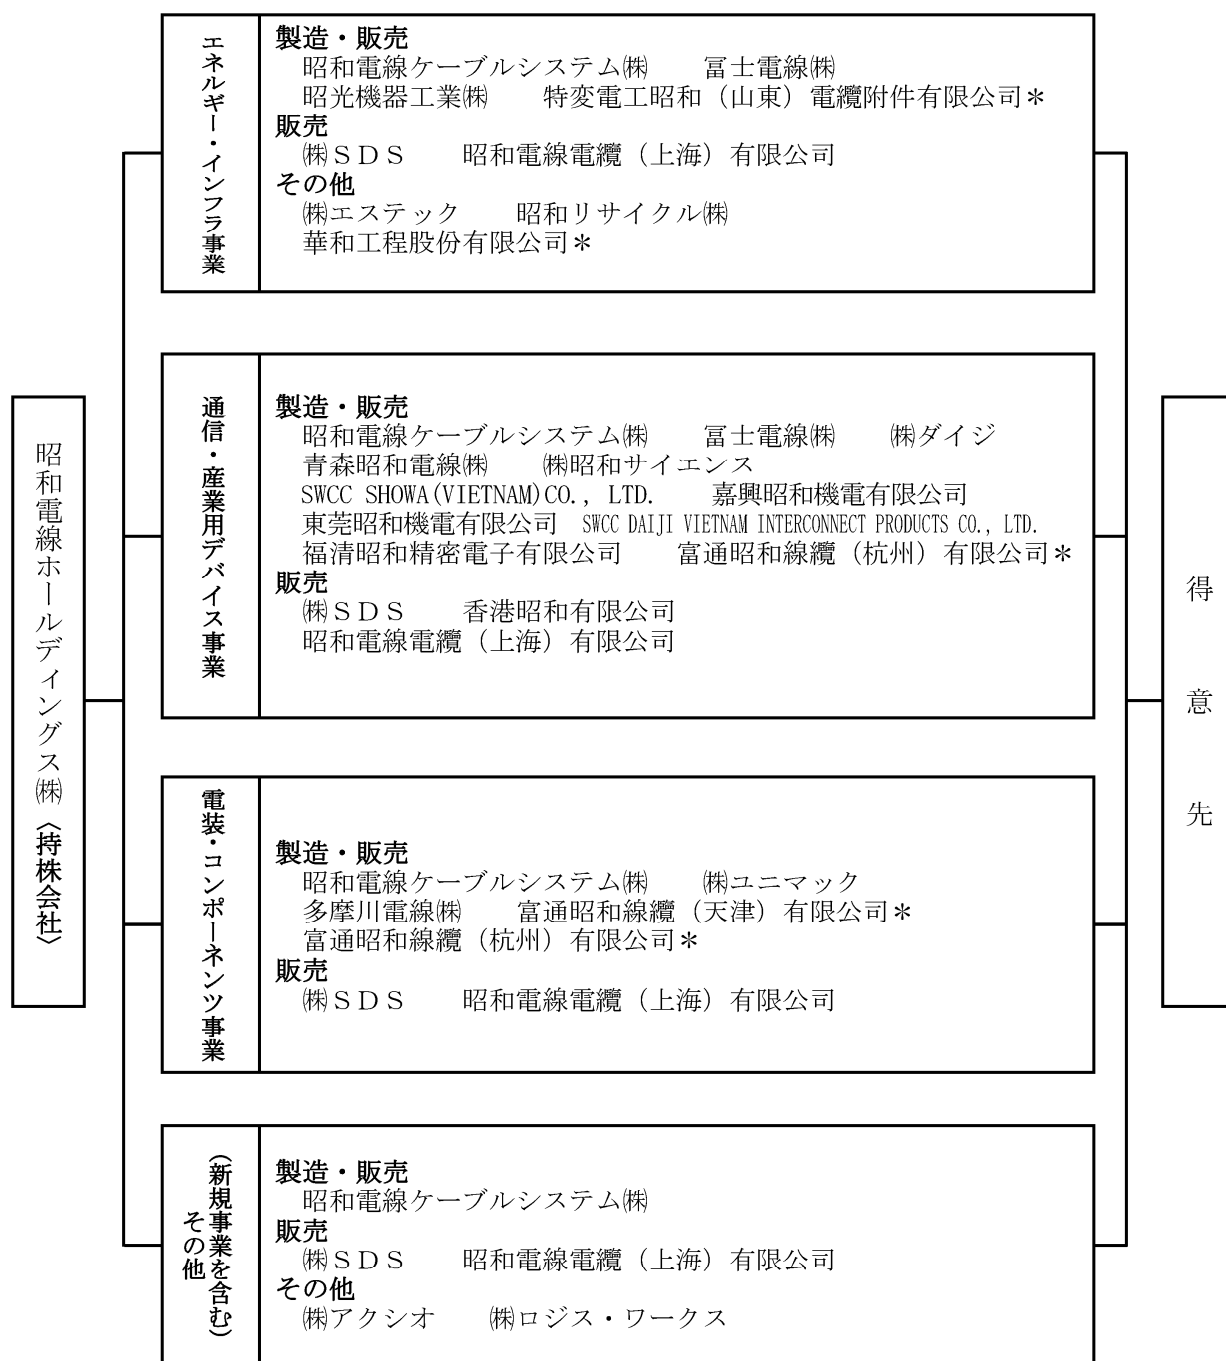 昭和電線ホールディングス㈱〈持株会社〉
エネルギー・インフラ事業
製造・販売
昭和電線ケーブルシステム㈱　　冨士電線㈱
昭光機器工業㈱　　特変電工昭和（山東）電纜附件有限公司＊
販売
㈱ＳＤＳ　　昭和電線電纜（上海）有限公司
その他
㈱エステック　　昭和リサイクル㈱
華和工程股份有限公司＊
通信・産業用デバイス事業
製造・販売
昭和電線ケーブルシステム㈱　　冨士電線㈱　　㈱ダイジ
青森昭和電線㈱　　㈱昭和サイエンス
SWCC SHOWA(VIETNAM)CO., LTD.　　嘉興昭和機電有限公司
東莞昭和機電有限公司　SWCC DAIJI VIETNAM INTERCONNECT PRODUCTS CO., LTD.
福清昭和精密電子有限公司　　富通昭和線纜（杭州）有限公司＊
販売
㈱ＳＤＳ　　香港昭和有限公司
昭和電線電纜（上海）有限公司
電装・コンポーネンツ事業
製造・販売
昭和電線ケーブルシステム㈱　　㈱ユニマック
多摩川電線㈱　　富通昭和線纜（天津）有限公司＊
富通昭和線纜（杭州）有限公司＊
販売
㈱ＳＤＳ　　昭和電線電纜（上海）有限公司
（新規事業を含む）
その他
製造・販売
昭和電線ケーブルシステム㈱
販売
㈱ＳＤＳ　　昭和電線電纜（上海）有限公司
その他
㈱アクシオ　　㈱ロジス・ワークス
得意先